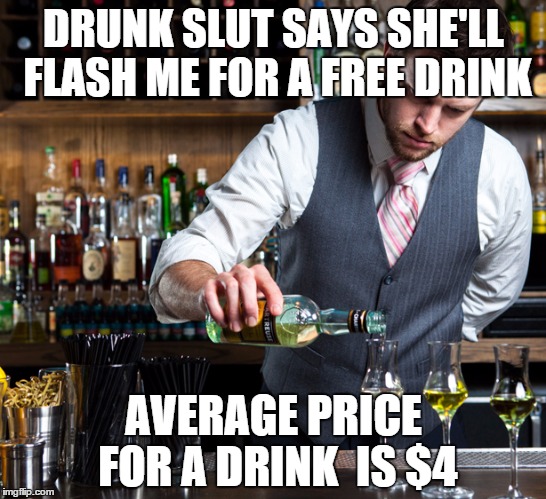 DRUNK SLUT SAYS SHE'LL
FLASH ME FOR A FREE DRINK
AVERAGE PRICE
FOR A DRINK IS $4
imgflip.com